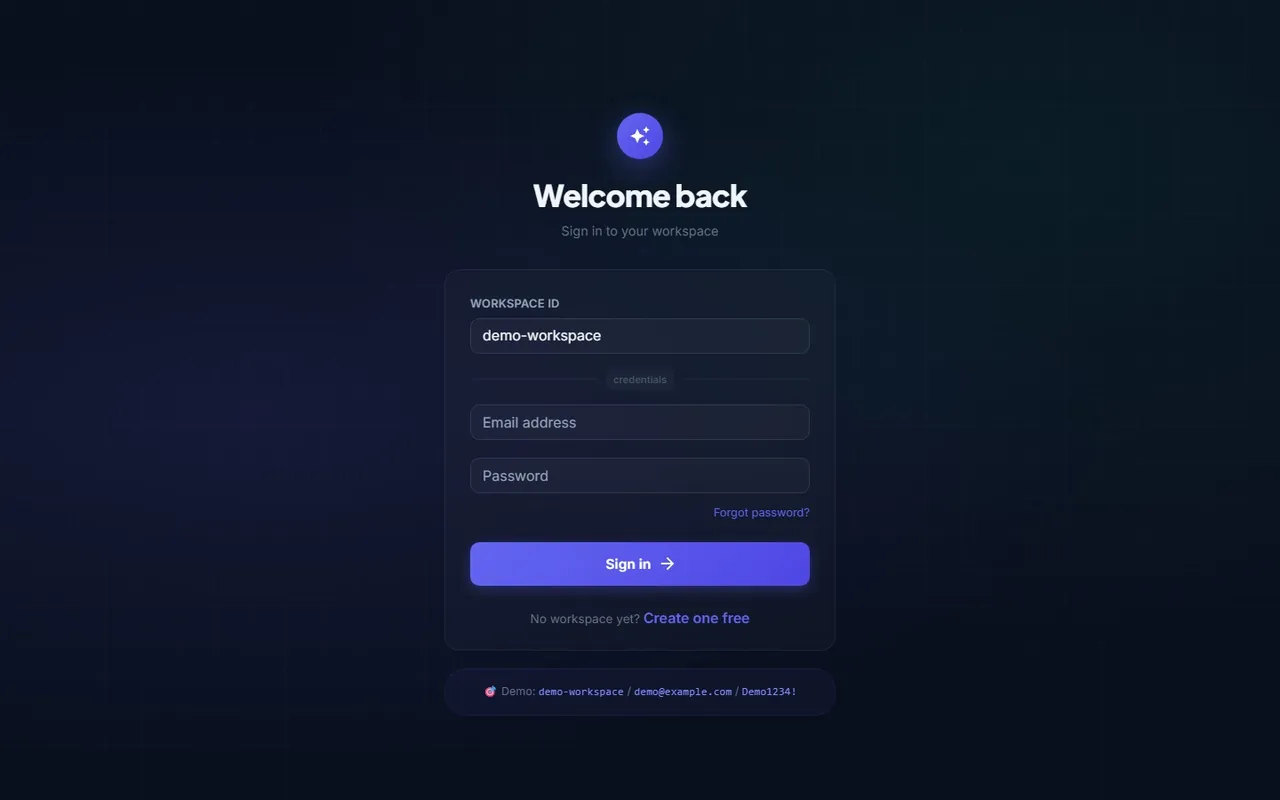 Welcome back
Sign in to your workspace
WORKSPACE ID
demo-workspace
credentials
Email address
Password
Forgot password?
Sign in →
No workspace yet? Create one free
🎯 Demo: demo-workspace / demo@example.com / Demo1234!